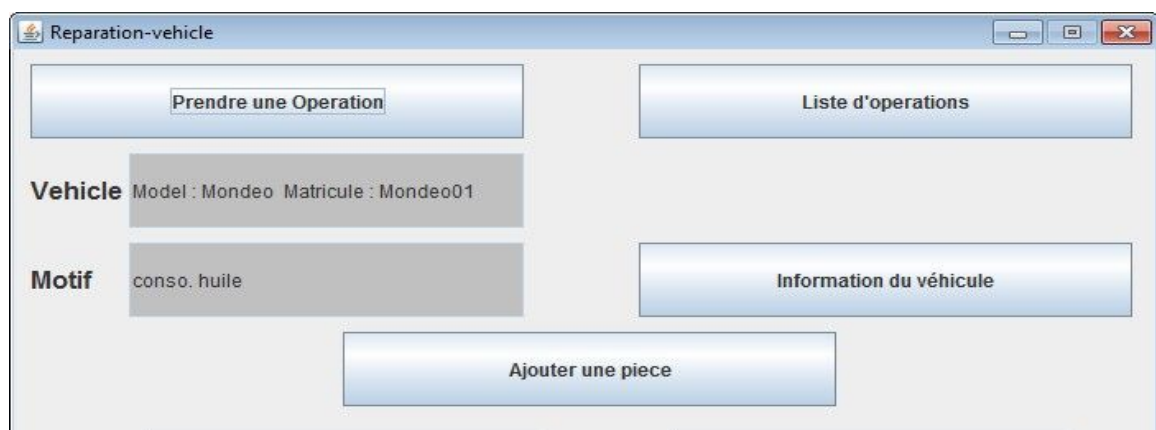 Reparation-vehicle
Prendre une Operation
Liste d'operations
Vehicle Model : Mondeo Matricule : Mondeo01
Motif conso. huile
Information du véhicule
Ajouter une piece